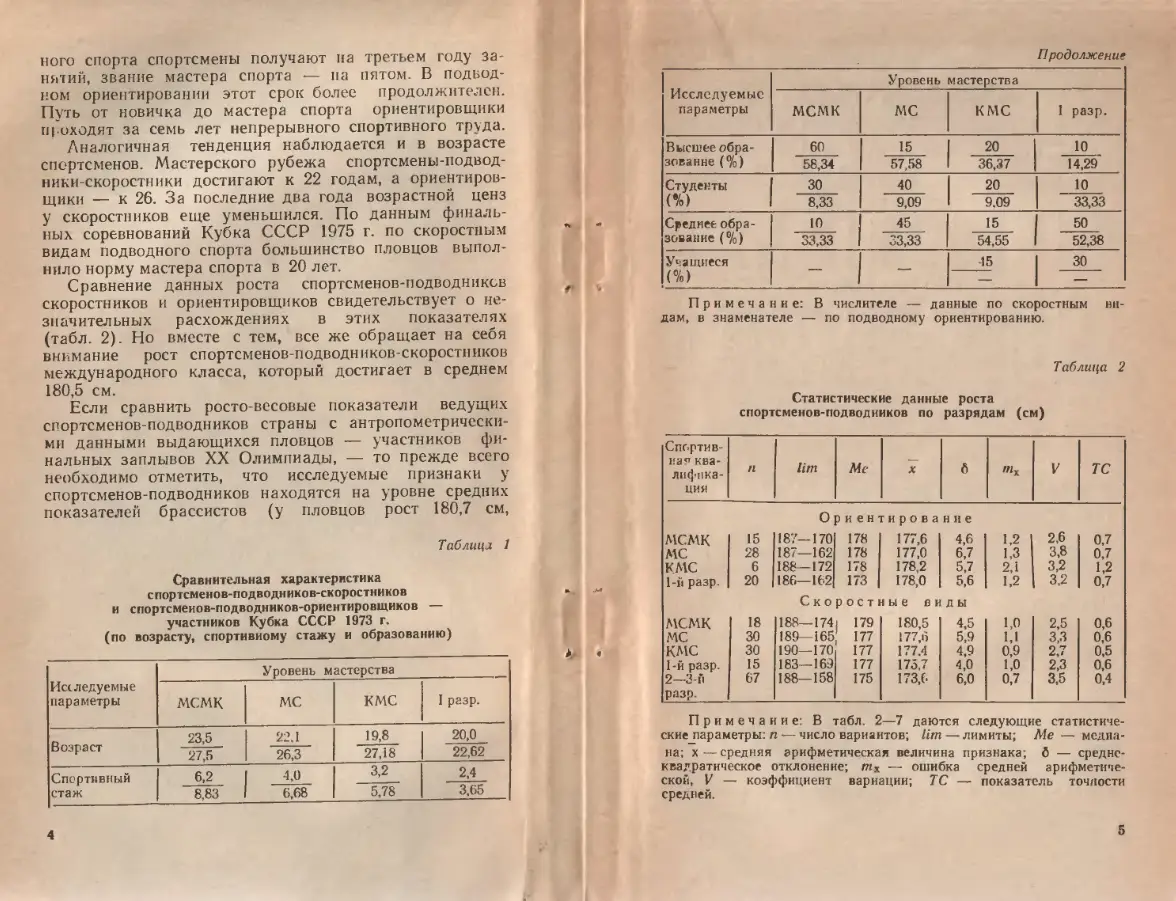 ного спорта спортсмены получают на третьем году за-
нятий, звание мастера спорта — на пятом. В подвод-
ном ориентировании этот срок более продолжителен.
Путь от новичка до мастера спорта ориентировщики
проходят за семь лет непрерывного спортивного труда.
Аналогичная тенденция наблюдается и в возрасте
спортсменов. Мастерского рубежа спортсмены-подвод-
ники-скоростники достигают к 22 годам, а ориентиров-
щики — к 26. За последние два года возрастной ценз
у скоростников еще уменьшился. По данным финаль-
ных соревнований Кубка СССР 1975 г. по скоростным
видам подводного спорта большинство пловцов выпол-
нило норму мастера спорта в 20 лет.
Сравнение данных роста спортсменов-подводников
скоростников и ориентировщиков свидетельствует о не-
значительных расхождениях в этих показателях
(табл. 2). Но вместе с тем, все же обращает на себя
внимание рост спортсменов-подводников-скоростников
международного класса, который достигает в среднем
180,5 см.
Если сравнить росто-весовые показатели ведущих
спортсменов-подводников страны с антропометрически-
ми данными выдающихся пловцов — участников фи-
нальных заплывов XX Олимпиады, — то прежде всего
необходимо отметить, что исследуемые признаки у
спортсменов-подводников находятся на уровне средних
показателей брассистов (у пловцов рост 180,7 см,
Таблица 1
Сравнительная характеристика
спортсменов-подводников-скоростников
и спортсменов-подводников-ориентировщиков —
участников Кубка СССР 1973 г.
(по возрасту, спортивному стажу и образованию)
Исследуемые параметры | Уровень мастерства
МСМК | МС | КМС | I разр.
Возраст | 23,5 | 22,1 | 19,8 | 20,0
27,5 | 26,3 | 27,18 | 22,62
Спортивный стаж | 6,2 | 4,0 | 3,2 | 2,4
8,83 | 6,68 | 5,78 | 3,65
4
Продолжение
Исследуемые параметры | Уровень мастерства
МСМК | МС | КМС | I разр.
Высшее обра- | 60 | 15 | 20 | 10
зование (%) | 58,34 | 57,58 | 36,37 | 14,29
Студенты | 30 | 40 | 20 | 10
(%) | 8,33 | 9,09 | 9,09 | 33,33
Среднее обра- | 10 | 45 | 15 | 50
зование (%) | 33,33 | 33,33 | 54,55 | 52,38
Учащиеся | — | — | 45 | 30
(%) | — | —
Примечание: В числителе — данные по скоростным ви-
дам, в знаменателе — по подводному ориентированию.
Таблица 2
Статистические данные роста
спортсменов-подводников по разрядам (см)
Спортив-
ная ква-
лифика-
ция | n | lim | Me | x̄ | б | mx | V | ТС
Ориентирование
МСМК | 15 | 187—170 | 178 | 177,6 | 4,6 | 1,2 | 2,6 | 0,7
МС | 28 | 187—162 | 178 | 177,0 | 6,7 | 1,3 | 3,8 | 0,7
КМС | 6 | 188—172 | 178 | 178,2 | 5,7 | 2,1 | 3,2 | 1,2
1-й разр. | 20 | 186—162 | 173 | 178,0 | 5,6 | 1,2 | 3,2 | 0,7
Скоростные виды
МСМК | 18 | 188—174 | 179 | 180,5 | 4,5 | 1,0 | 2,5 | 0,6
МС | 30 | 189—165 | 177 | 177,6 | 5,9 | 1,1 | 3,3 | 0,6
КМС | 30 | 190—170 | 177 | 177,4 | 4,9 | 0,9 | 2,7 | 0,5
1-й разр. | 15 | 183—169 | 177 | 175,7 | 4,0 | 1,0 | 2,3 | 0,6
2—3-й | 67 | 188—158 | 175 | 173,6 | 6,0 | 0,7 | 3,5 | 0,4
разр.
Примечание: В табл. 2—7 даются следующие статистиче-
ские параметры: n — число вариантов; lim — лимиты; Me — медиа-
на; x̄ — средняя арифметическая величина признака; б — средне-
квадратическое отклонение; mx — ошибка средней арифметиче-
ской, V — коэффициент вариации; ТС — показатель точности
средней.
5